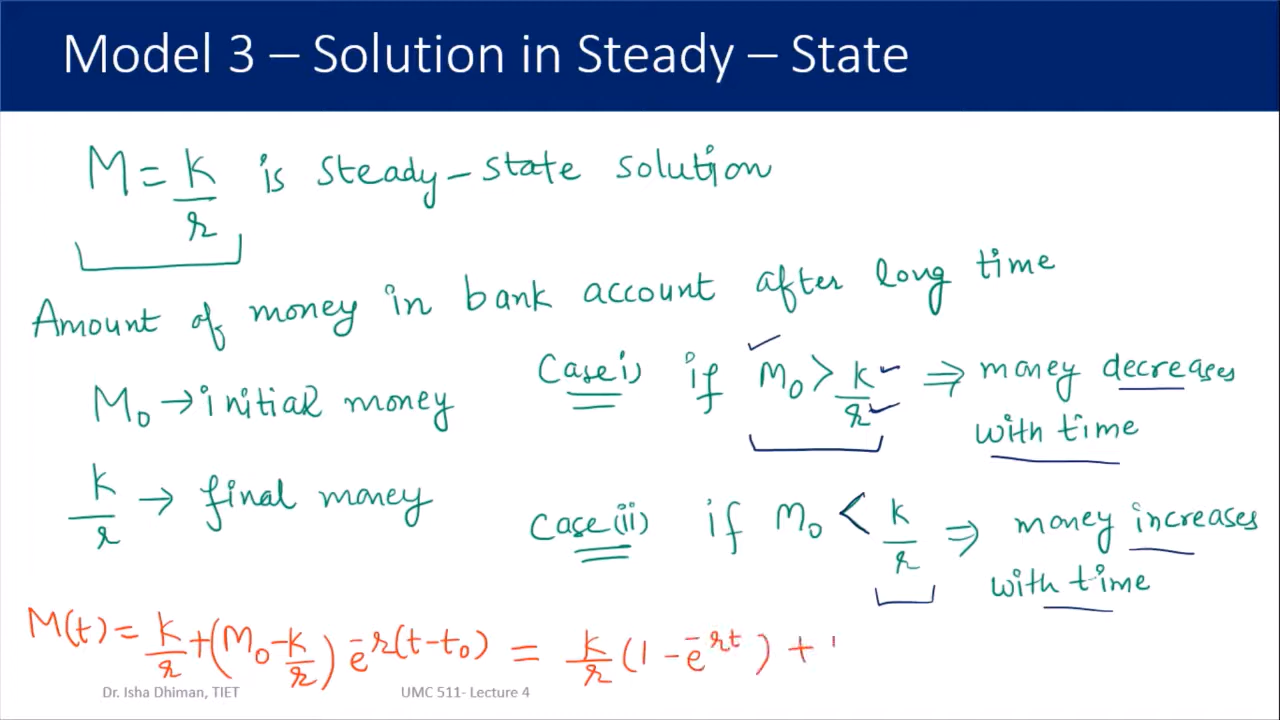 Model 3 – Solution in Steady – State
M = k/r is steady-state solution
Amount of money in bank account after long time
M₀ → initial money
k/r → final money
Case i) if M₀ > k/r ⇒ money decreases
with time
Case (ii) if M₀ < k/r ⇒ money increases
with time
M(t) = k/r + (M₀ - k/r) e^-r(t-t₀) = k/r (1 - e^-rt) +
Dr. Isha Dhiman, TIET UMC 511- Lecture 4